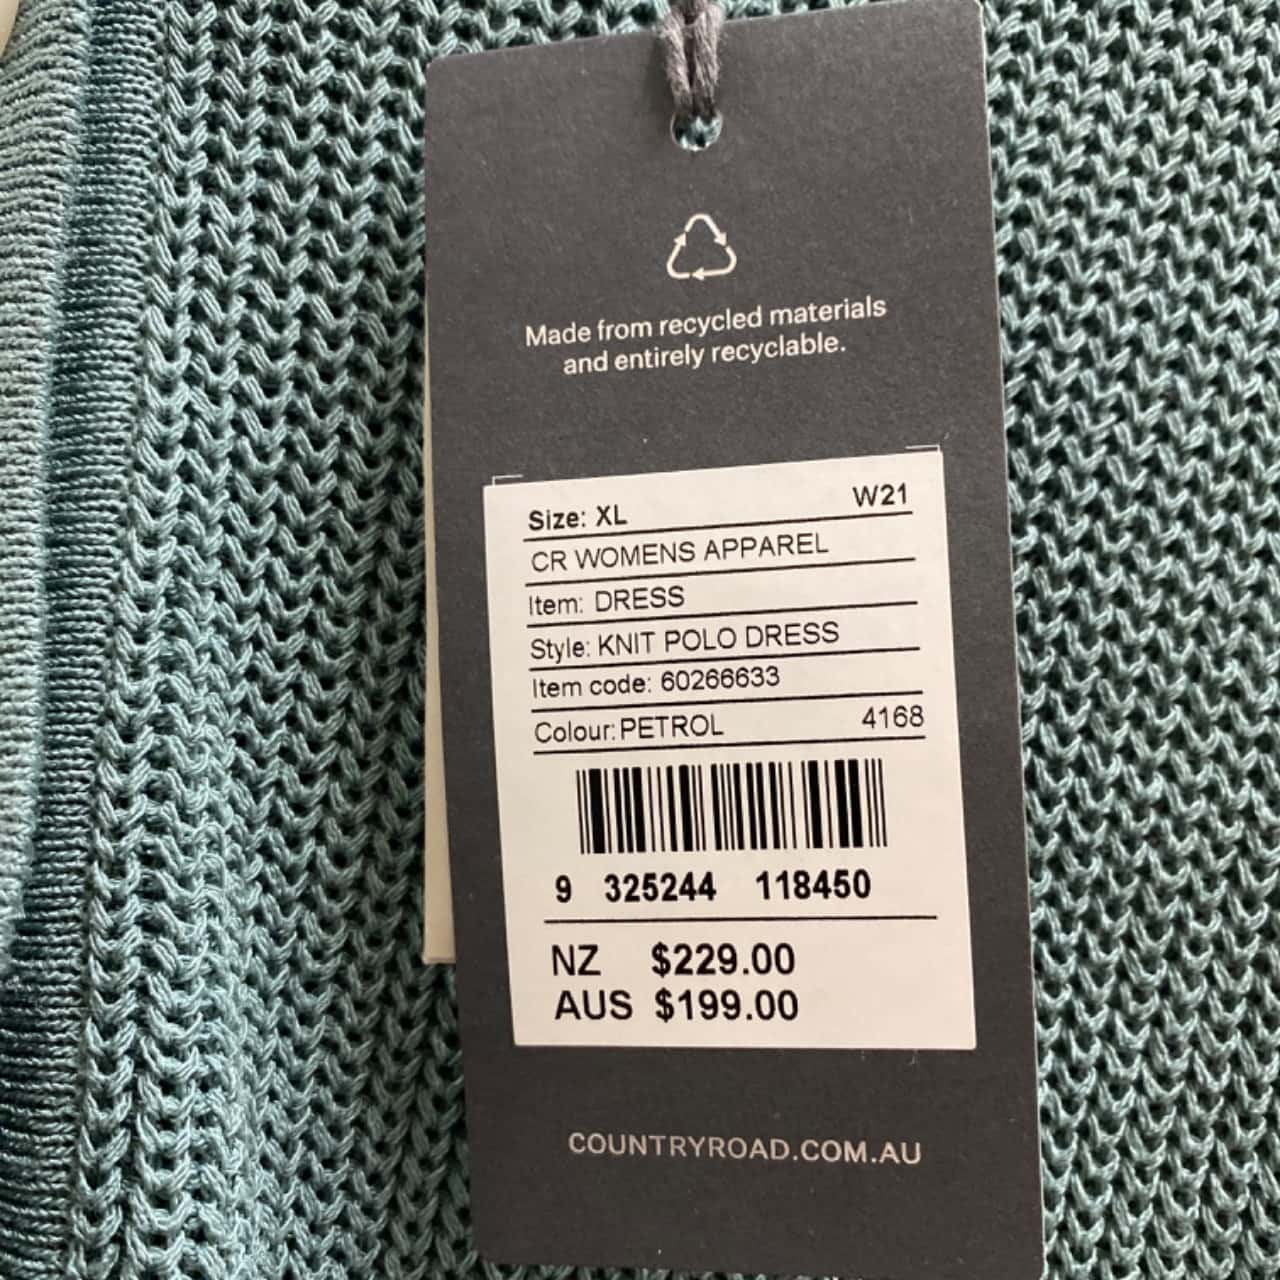 Made from recycled materials
and entirely recyclable.
Size: XL W21
CR WOMENS APPAREL
Item: DRESS
Style: KNIT POLO DRESS
Item code: 60266633
Colour: PETROL 4168
9 325244 118450
NZ $229.00
AUS $199.00
COUNTRYROAD.COM.AU